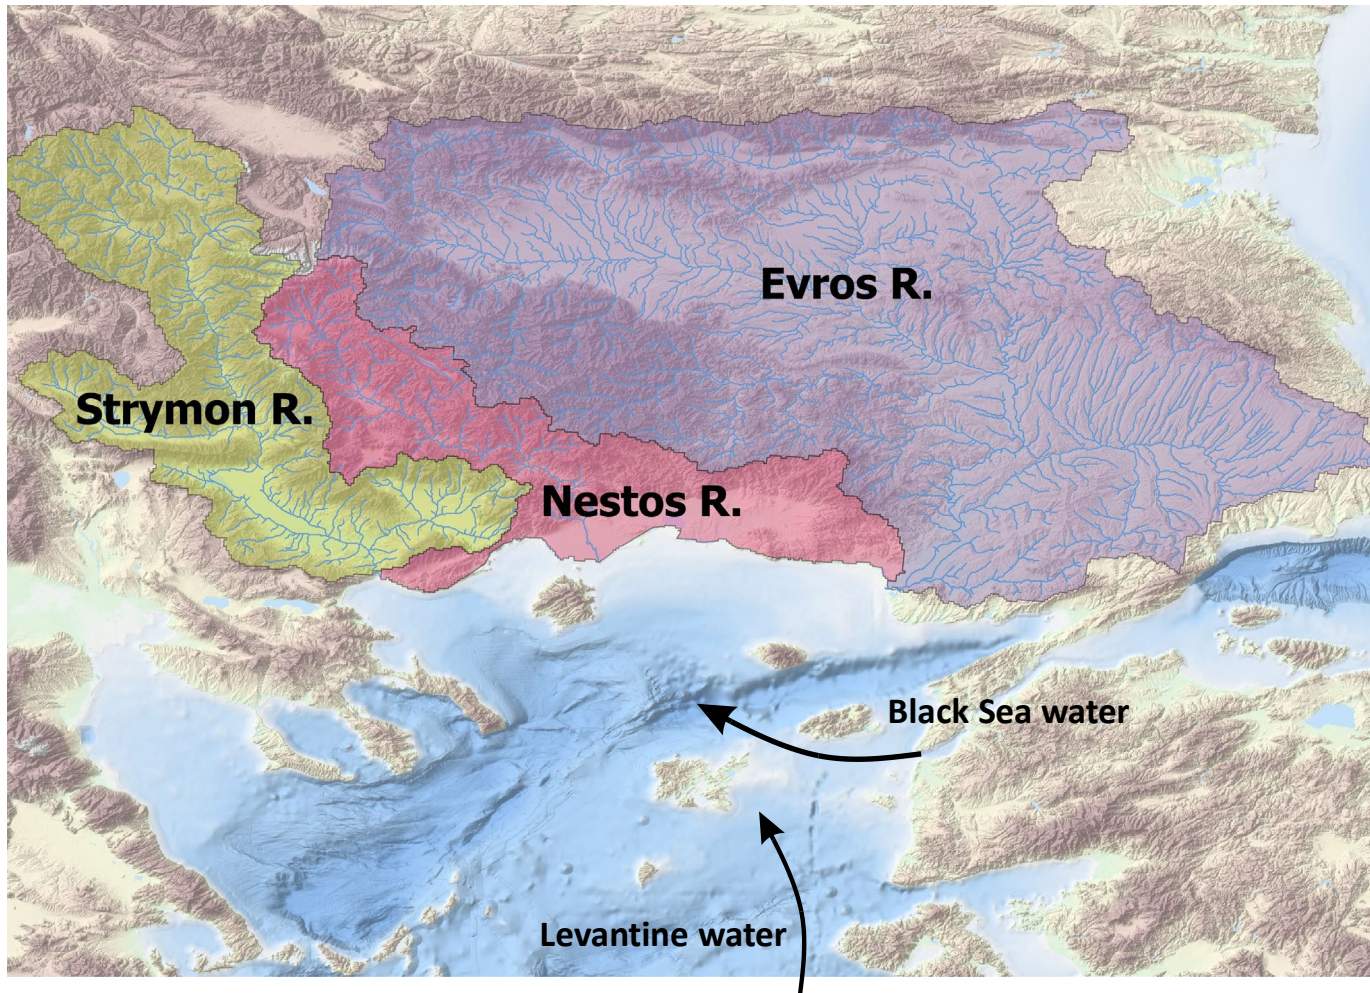 Evros R.
Strymon R.
Nestos R.
Black Sea water
Levantine water